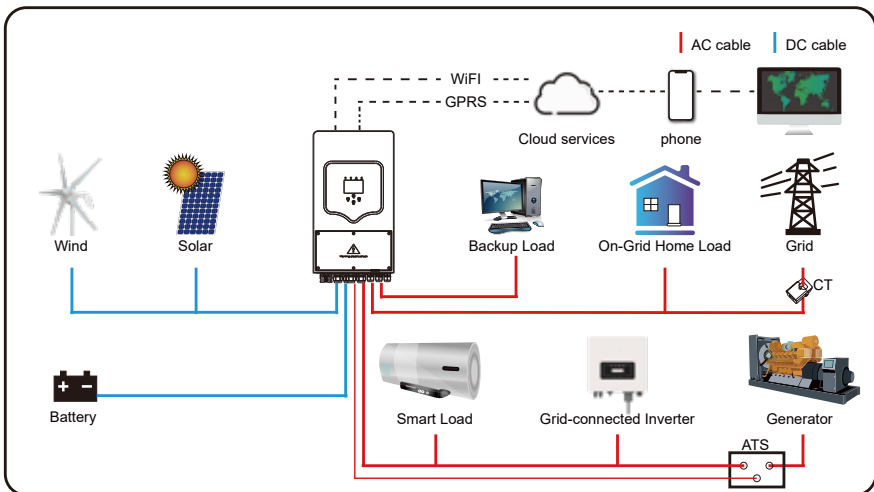 AC cable
DC cable
WiFI
GPRS
Cloud services
phone
Wind
Solar
Backup Load
On-Grid Home Load
Grid
CT
Battery
Smart Load
Grid-connected Inverter
Generator
ATS